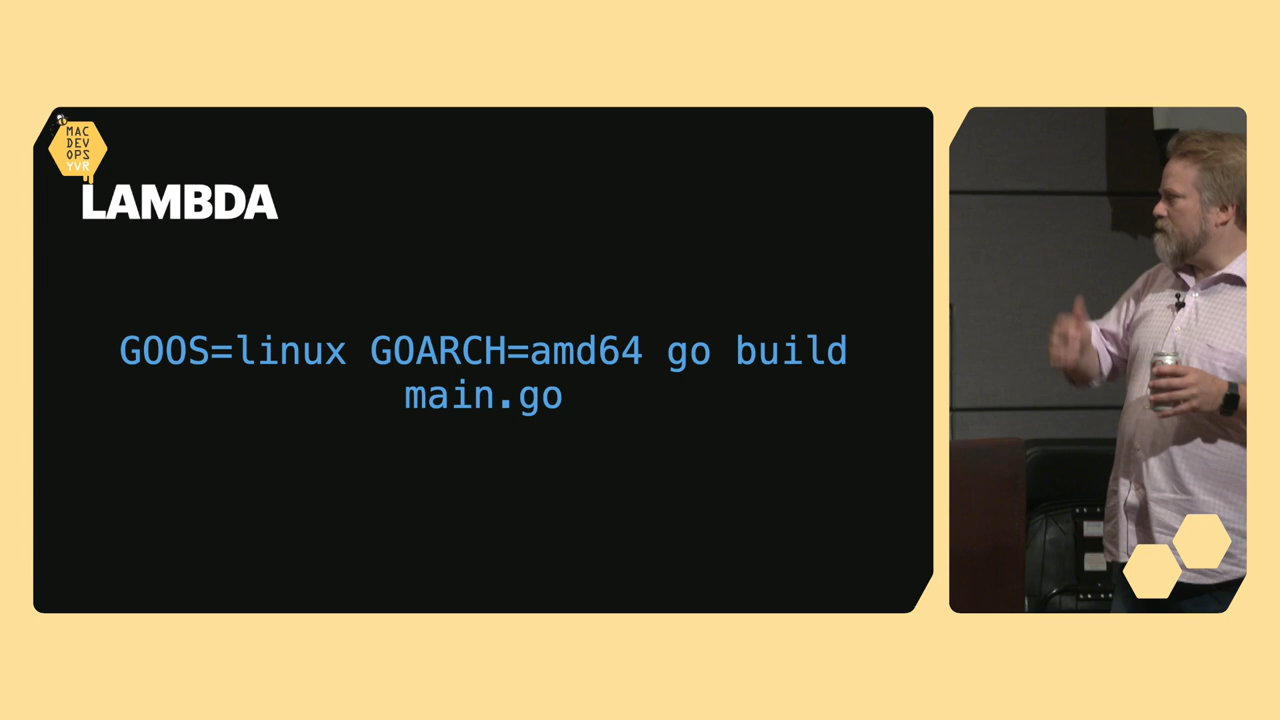 MAC
DEV
OPS
YVR
LAMBDA
GOOS=linux GOARCH=amd64 go build
main.go